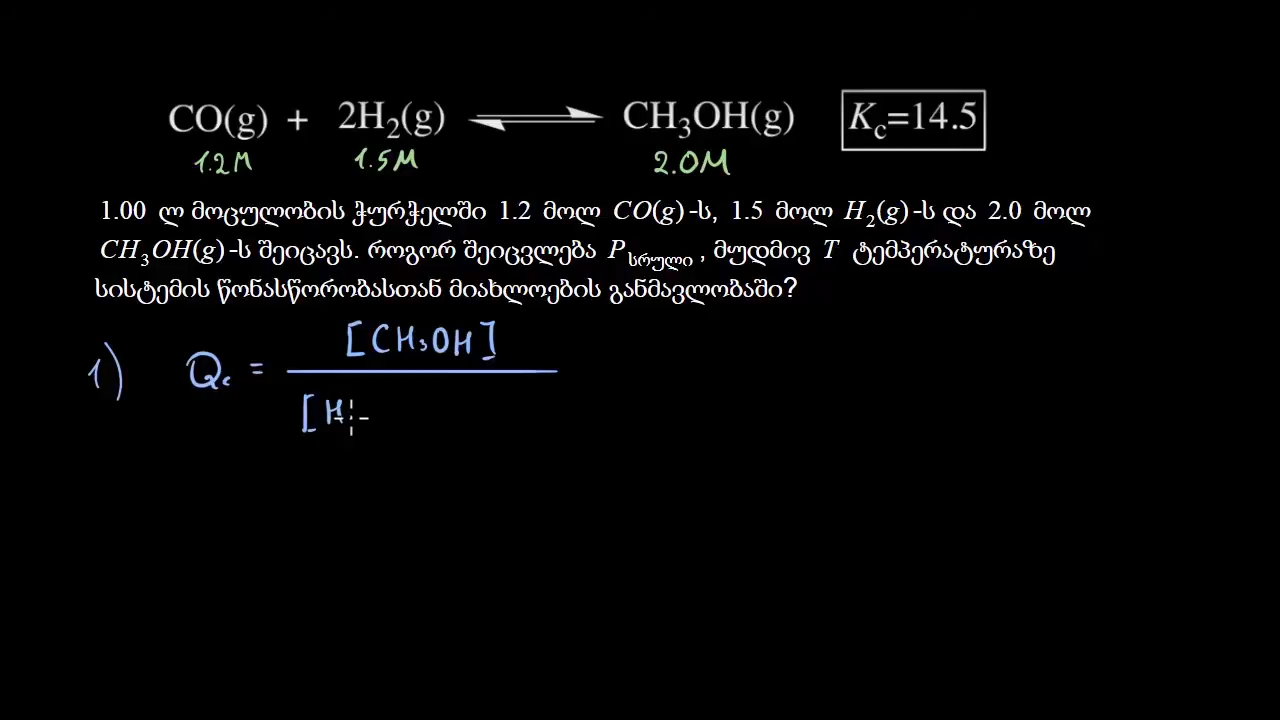 CO(g) + 2H₂(g) ⇌ CH₃OH(g) K꜀=14.5
1.2M 1.5M 2.0M
1.00 ლ მოცულობის ჭურჭელში 1.2 მოლ CO(g)-ს, 1.5 მოლ H₂(g)-ს და 2.0 მოლ
CH₃OH(g)-ს შეიცავს. როგორ შეიცვლება Pსრული, მუდმივ T ტემპერატურაზე
სისტემის წონასწორობასთან მიახლოების განმავლობაში?
1) Qc = [CH₃OH]
[H